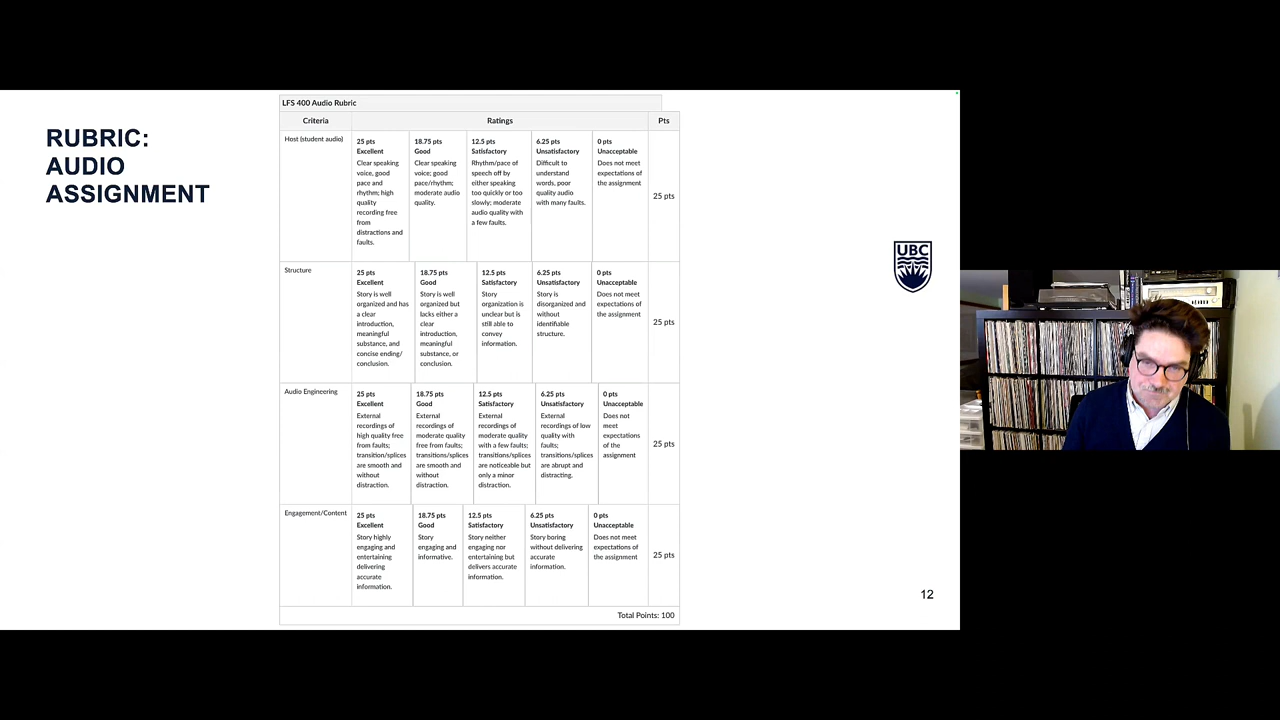 RUBRIC:
AUDIO
ASSIGNMENT
LFS 400 Audio Rubric
Criteria
Ratings
Pts
Host (student audio)
25 pts
Excellent
Clear speaking
voice, good
pace and
rhythm; high
quality
recording free
from
distractions and
faults.
18.75 pts
Good
Clear speaking
voice; good
pace/rhythm;
moderate audio
quality.
12.5 pts
Satisfactory
Rhythm/pace of
speech off by
either speaking
too quickly or too
slowly; moderate
audio quality with
a few faults.
6.25 pts
Unsatisfactory
Difficult to
understand
words, poor
quality audio
with many faults.
0 pts
Unacceptable
Does not meet
expectations of
the assignment
25 pts
Structure
25 pts
Excellent
Story is well
organized and has
a clear
introduction,
meaningful
substance, and
concise ending/
conclusion.
18.75 pts
Good
Story is well
organized but
lacks either a
clear
introduction,
meaningful
substance, or
conclusion.
12.5 pts
Satisfactory
Story
organization is
unclear but is
still able to
convey
information.
6.25 pts
Unsatisfactory
Story is
disorganized and
without
identifiable
structure.
0 pts
Unacceptable
Does not meet
expectations of
the assignment
25 pts
Audio Engineering
25 pts
Excellent
External
recordings of
high quality free
from faults;
transition/splices
are smooth and
without
distraction.
18.75 pts
Good
External
recordings of
moderate quality
free from faults;
transitions/splices
are smooth and
without
distraction.
12.5 pts
Satisfactory
External
recordings of
moderate quality
with a few faults;
transitions/splices
are noticeable but
only a minor
distraction.
6.25 pts
Unsatisfactory
External
recordings of low
quality with
faults;
transitions/splices
are abrupt and
distracting.
0 pts
Unacceptable
Does not
meet
expectations
of the
assignment
25 pts
Engagement/Content
25 pts
Excellent
Story highly
engaging and
entertaining
delivering
accurate
information.
18.75 pts
Good
Story
engaging and
informative.
12.5 pts
Satisfactory
Story neither
engaging nor
entertaining but
delivers accurate
information.
6.25 pts
Unsatisfactory
Story boring
without delivering
accurate
information.
0 pts
Unacceptable
Does not meet
expectations of
the assignment
25 pts
Total Points: 100
UBC
12